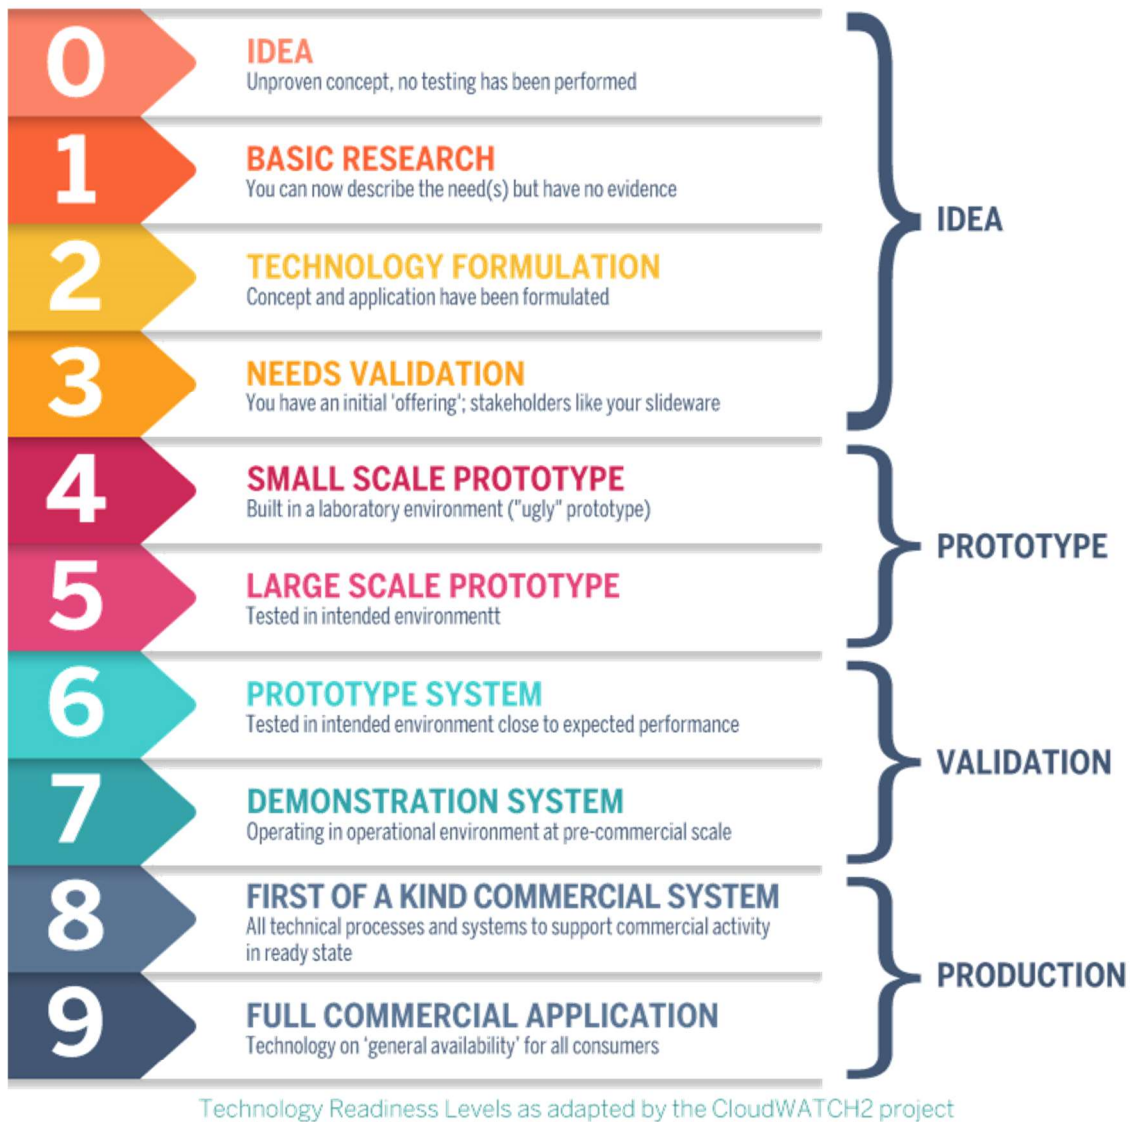 0
IDEA
Unproven concept, no testing has been performed
1
BASIC RESEARCH
You can now describe the need(s) but have no evidence
2
TECHNOLOGY FORMULATION
Concept and application have been formulated
3
NEEDS VALIDATION
You have an initial 'offering'; stakeholders like your slideware
IDEA
4
SMALL SCALE PROTOTYPE
Built in a laboratory environment ("ugly" prototype)
5
LARGE SCALE PROTOTYPE
Tested in intended environmentt
PROTOTYPE
6
PROTOTYPE SYSTEM
Tested in intended environment close to expected performance
7
DEMONSTRATION SYSTEM
Operating in operational environment at pre-commercial scale
VALIDATION
8
FIRST OF A KIND COMMERCIAL SYSTEM
All technical processes and systems to support commercial activity
in ready state
9
FULL COMMERCIAL APPLICATION
Technology on 'general availability' for all consumers
PRODUCTION
Technology Readiness Levels as adapted by the CloudWATCH2 project